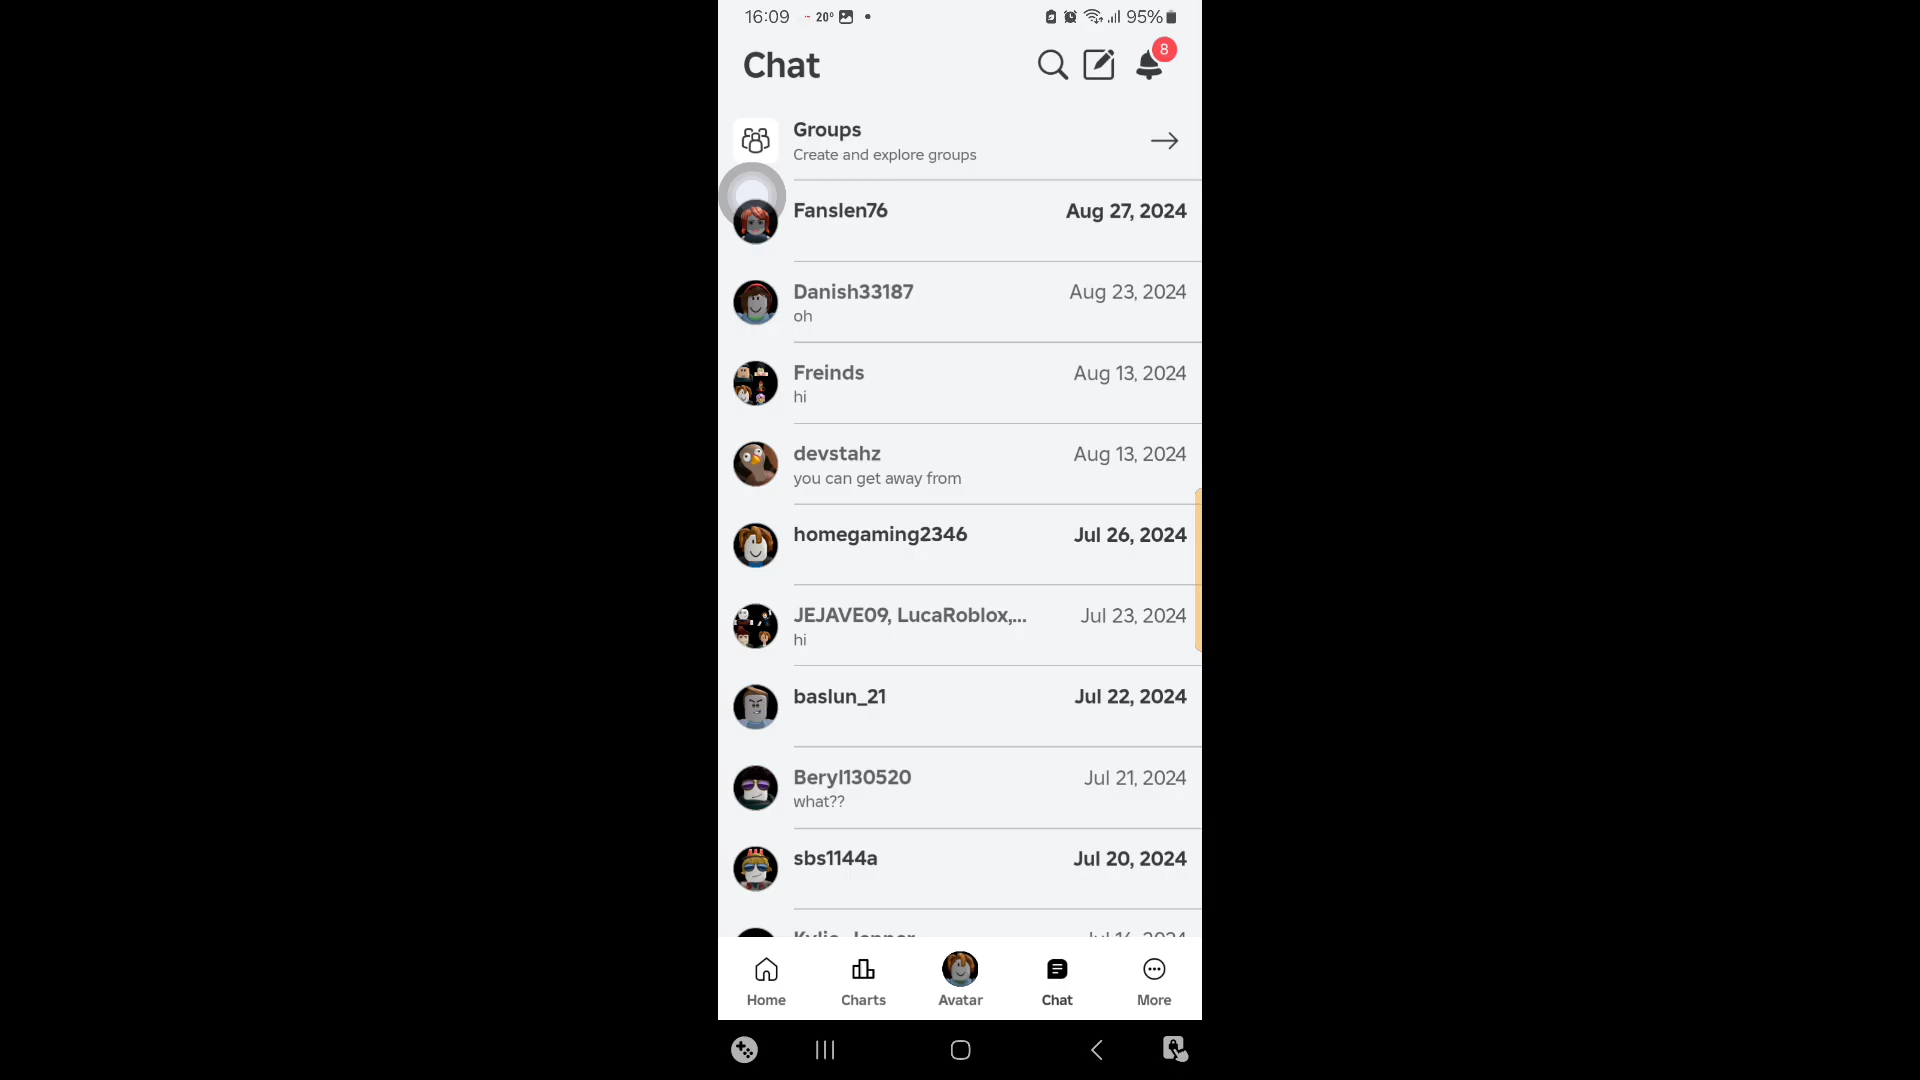 16:09 20° 95%
Chat 8
Groups
Create and explore groups
Fanslen76 Aug 27, 2024
Danish33187 Aug 23, 2024
oh
Freinds Aug 13, 2024
hi
devstahz Aug 13, 2024
you can get away from
homegaming2346 Jul 26, 2024
JEJAVE09, LucaRoblox,... Jul 23, 2024
hi
baslun_21 Jul 22, 2024
Beryl130520 Jul 21, 2024
what??
sbs1144a Jul 20, 2024
Home Charts Avatar Chat More